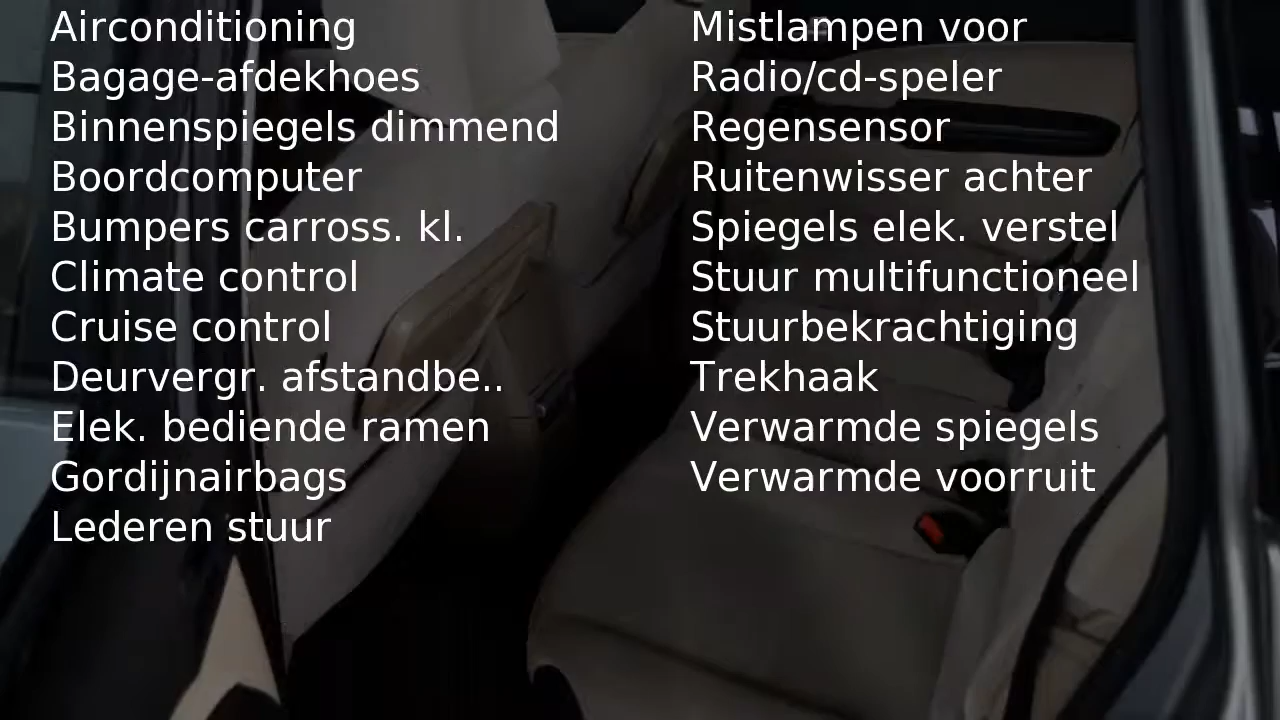 Airconditioning
Bagage-afdekhoes
Binnenspiegels dimmend
Boordcomputer
Bumpers carross. kl.
Climate control
Cruise control
Deurvergr. afstandbe..
Elek. bediende ramen
Gordijnairbags
Lederen stuur
Mistlampen voor
Radio/cd-speler
Regensensor
Ruitenwisser achter
Spiegels elek. verstel
Stuur multifunctioneel
Stuurbekrachtiging
Trekhaak
Verwarmde spiegels
Verwarmde voorruit